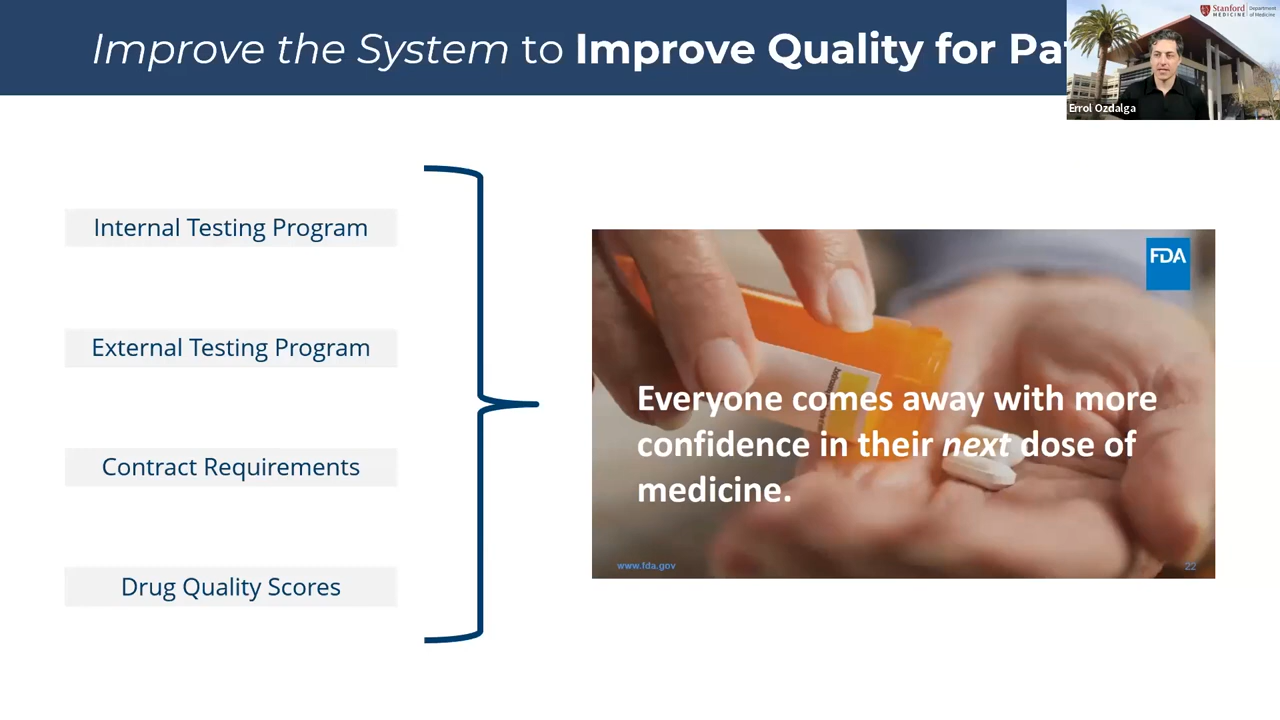 Improve the System to Improve Quality for Pa
Stanford
MEDICINE
Department
of Medicine
Errol Ozdalga
Internal Testing Program
External Testing Program
Contract Requirements
Drug Quality Scores
FDA
Everyone comes away with more
confidence in their next dose of
medicine.
www.fda.gov
22